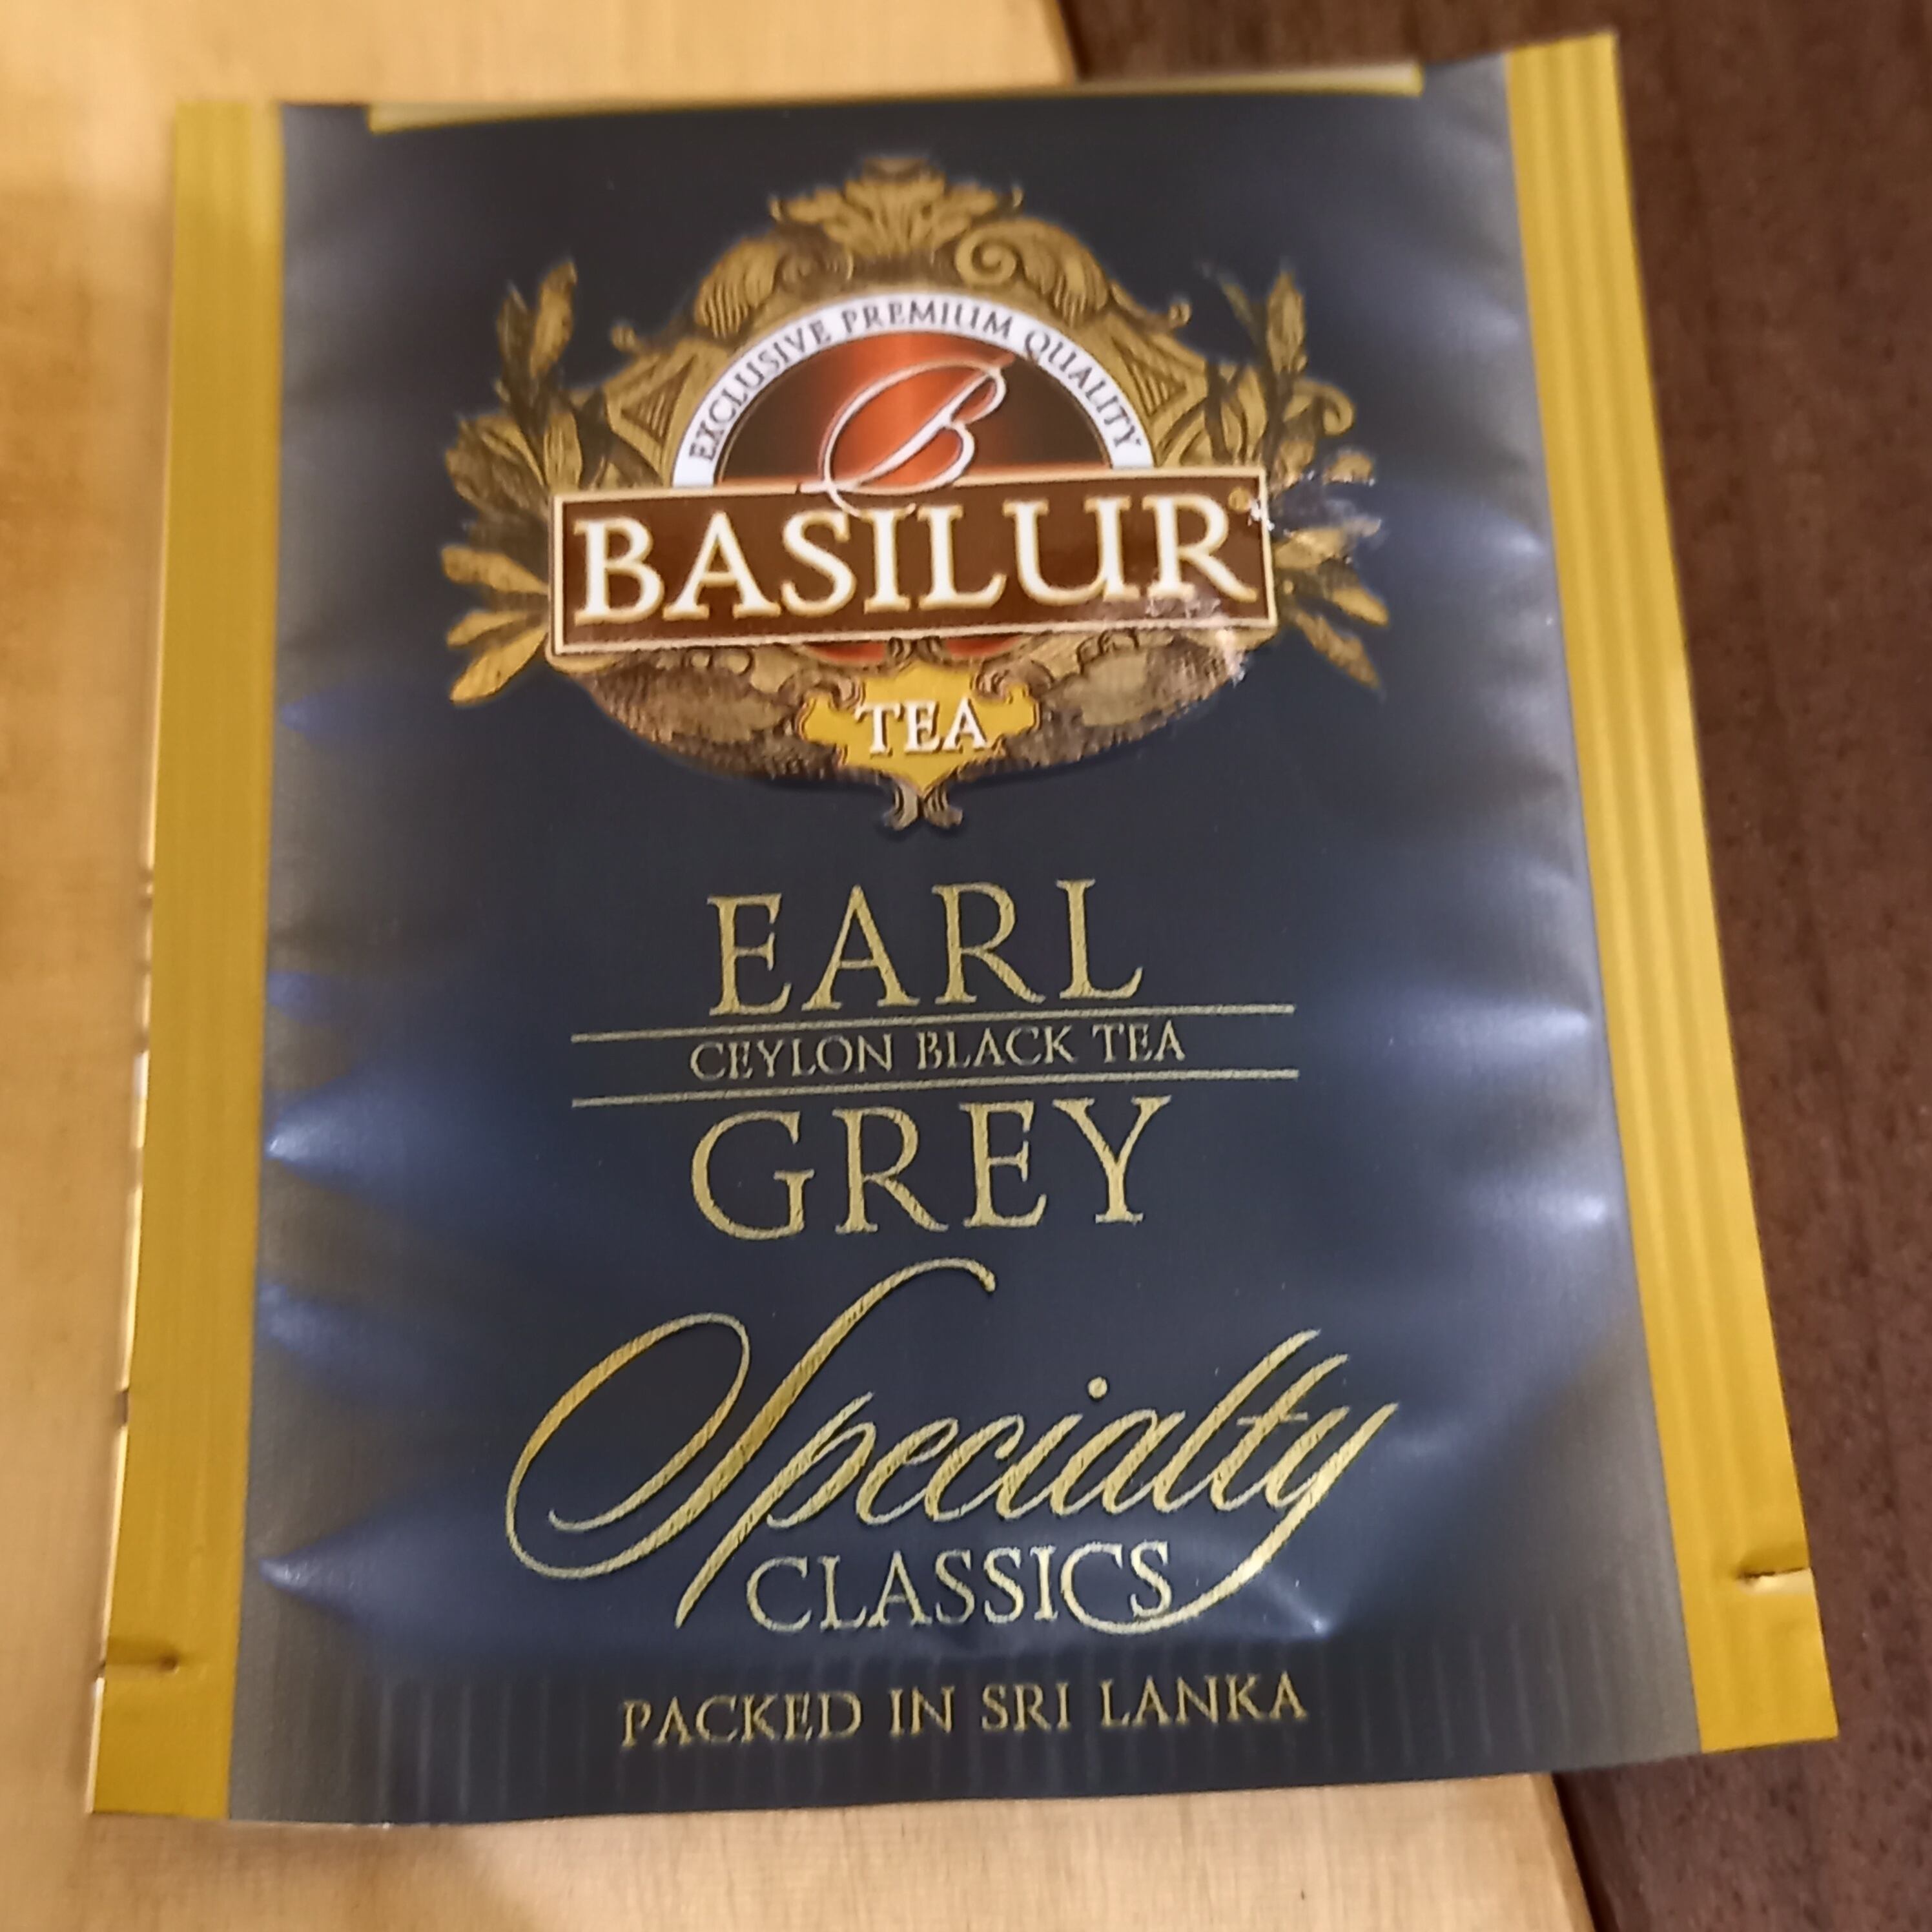 EXCLUSIVE PREMIUM QUALITY
B
BASILUR
TEA
EARL
CEYLON BLACK TEA
GREY
Specialty
CLASSICS
PACKED IN SRI LANKA